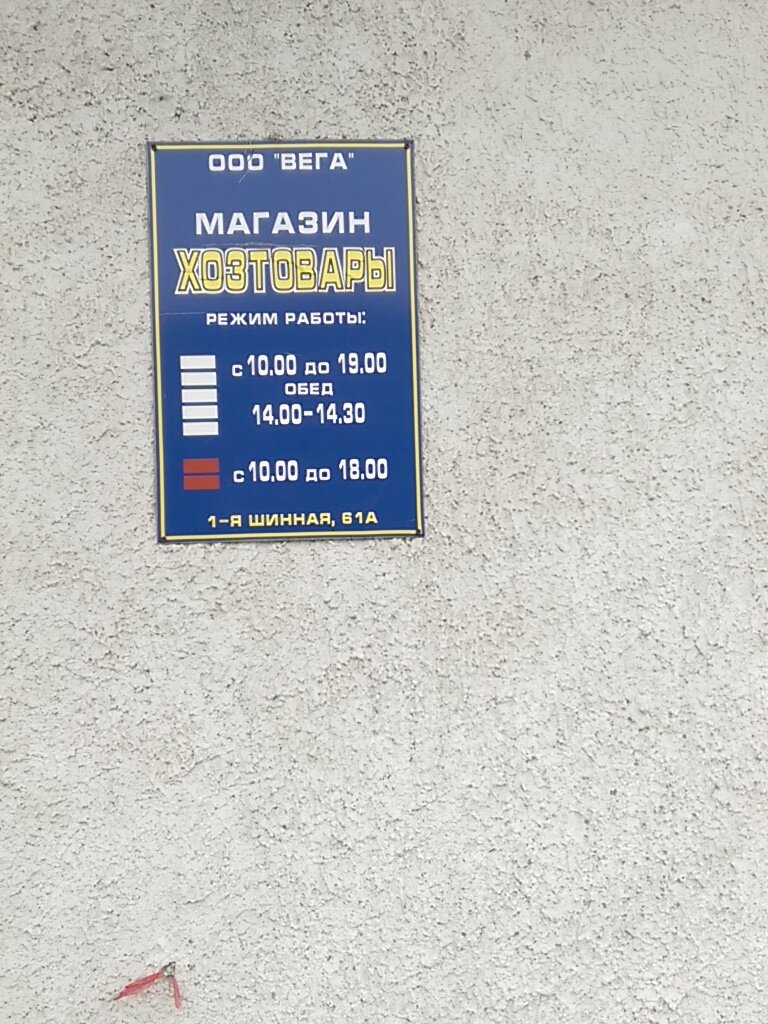 ООО "ВЕГА"
МАГАЗИН
ХОЗТОВАРЫ
РЕЖИМ РАБОТЫ:
с 10.00 до 19.00
ОБЕД
14.00-14.30
с 10.00 до 18.00
1-Я ШИННАЯ, 61А